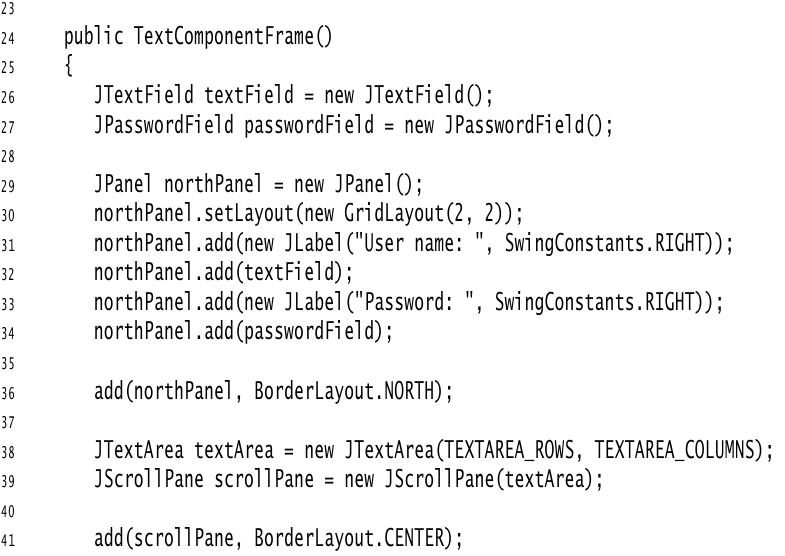 23
24 public TextComponentFrame()
25 {
26 JTextField textField = new JTextField();
27 JPasswordField passwordField = new JPasswordField();
28
29 JPanel northPanel = new JPanel();
30 northPanel.setLayout(new GridLayout(2, 2));
31 northPanel.add(new JLabel("User name: ", SwingConstants.RIGHT));
32 northPanel.add(textField);
33 northPanel.add(new JLabel("Password: ", SwingConstants.RIGHT));
34 northPanel.add(passwordField);
35
36 add(northPanel, BorderLayout.NORTH);
37
38 JTextArea textArea = new JTextArea(TEXTAREA_ROWS, TEXTAREA_COLUMNS);
39 JScrollPane scrollPane = new JScrollPane(textArea);
40
41 add(scrollPane, BorderLayout.CENTER);